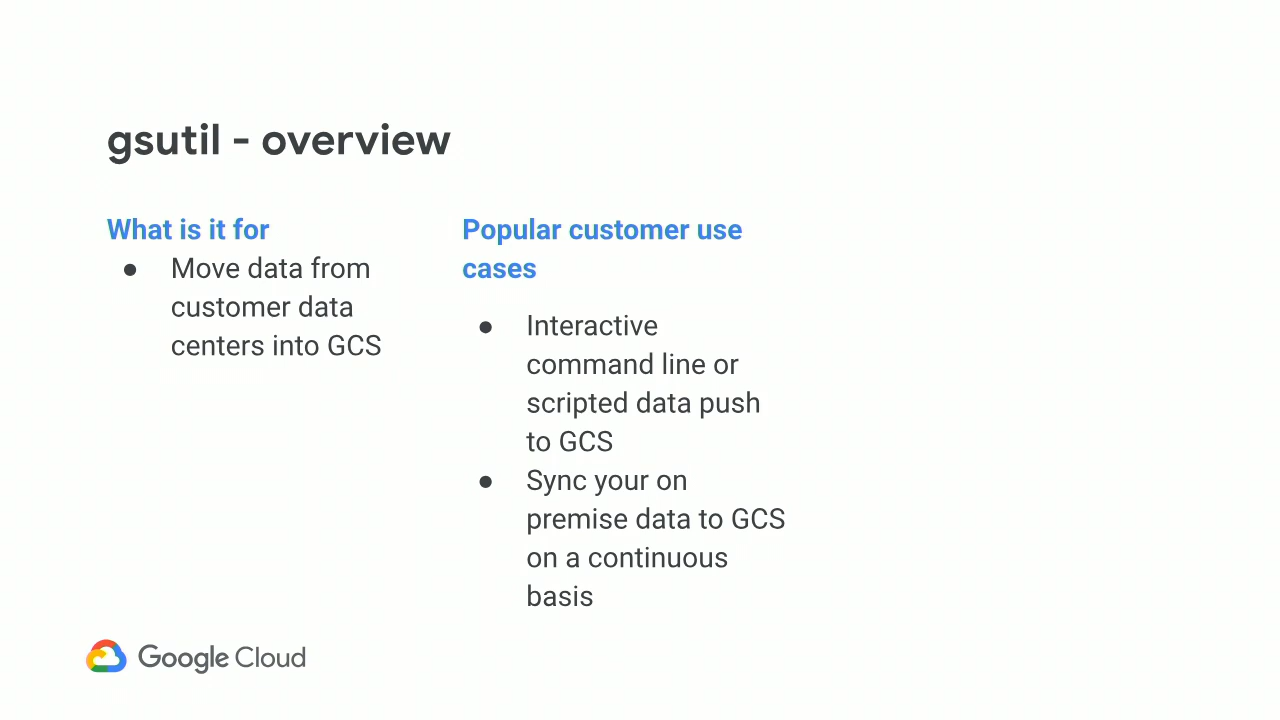 gsutil - overview
What is it for
● Move data from
customer data
centers into GCS
Popular customer use
cases
● Interactive
command line or
scripted data push
to GCS
● Sync your on
premise data to GCS
on a continuous
basis
Google Cloud